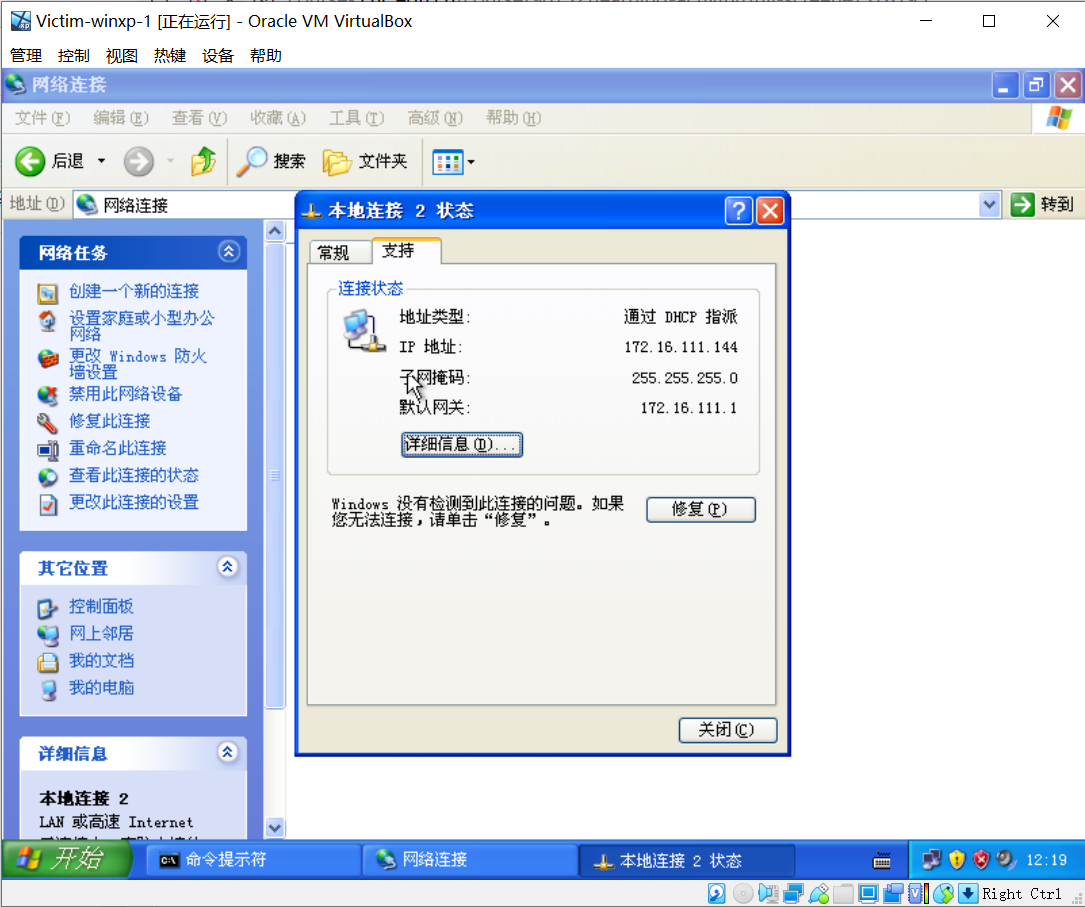 Victim-winxp-1 [正在运行] - Oracle VM VirtualBox
管理 控制 视图 热键 设备 帮助
网络连接
文件(F) 编辑(E) 查看(V) 收藏(A) 工具(T) 高级(N) 帮助(H)
后退 搜索 文件夹
地址(D) 网络连接 转到
网络任务
创建一个新的连接
设置家庭或小型办公
网络
更改 Windows 防火
墙设置
禁用此网络设备
修复此连接
重命名此连接
查看此连接的状态
更改此连接的设置
其它位置
控制面板
网上邻居
我的文档
我的电脑
详细信息
本地连接 2
LAN 或高速 Internet
本地连接 2 状态
常规 支持
连接状态
地址类型: 通过 DHCP 指派
IP 地址: 172.16.111.144
子网掩码: 255.255.255.0
默认网关: 172.16.111.1
详细信息(D)...
Windows 没有检测到此连接的问题。如果
您无法连接，请单击“修复”。
修复(P)
关闭(C)
开始 命令提示符 网络连接 本地连接 2 状态 12:19
Right Ctrl